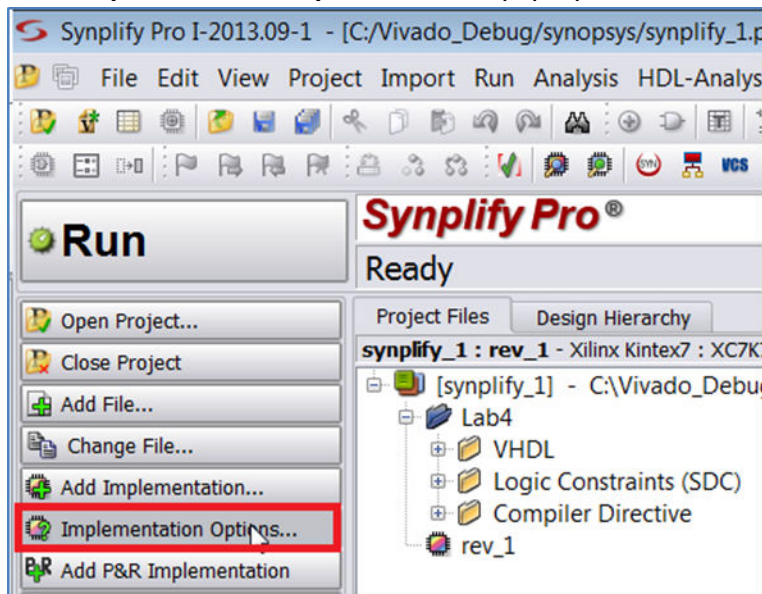 Synplify Pro I-2013.09-1 - [C:/Vivado_Debug/synopsys/synplify_1.p
File Edit View Project Import Run Analysis HDL-Analys
SYN VCS
Run
Synplify Pro®
Ready
Open Project...
Close Project
Add File...
Change File...
Add Implementation...
Implementation Options...
P&R Add P&R Implementation
Project Files Design Hierarchy
synplify_1 : rev_1 - Xilinx Kintex7 : XC7K
[synplify_1] - C:\Vivado_Debug
Lab4
VHDL
Logic Constraints (SDC)
Compiler Directive
rev_1